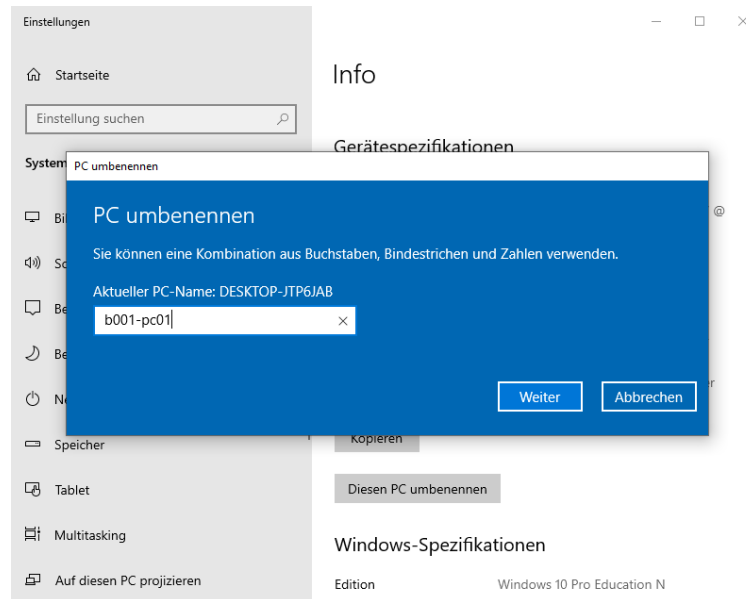 Einstellungen
Startseite
Einstellung suchen
System
Info
Gerätespezifikationen
@
PC umbenennen
PC umbenennen
Sie können eine Kombination aus Buchstaben, Bindestrichen und Zahlen verwenden.
Aktueller PC-Name: DESKTOP-JTP6JAB
b001-pc01
Weiter
Abbrechen
Speicher
Tablet
Multitasking
Auf diesen PC projizieren
Kopieren
Diesen PC umbenennen
Windows-Spezifikationen
Edition Windows 10 Pro Education N